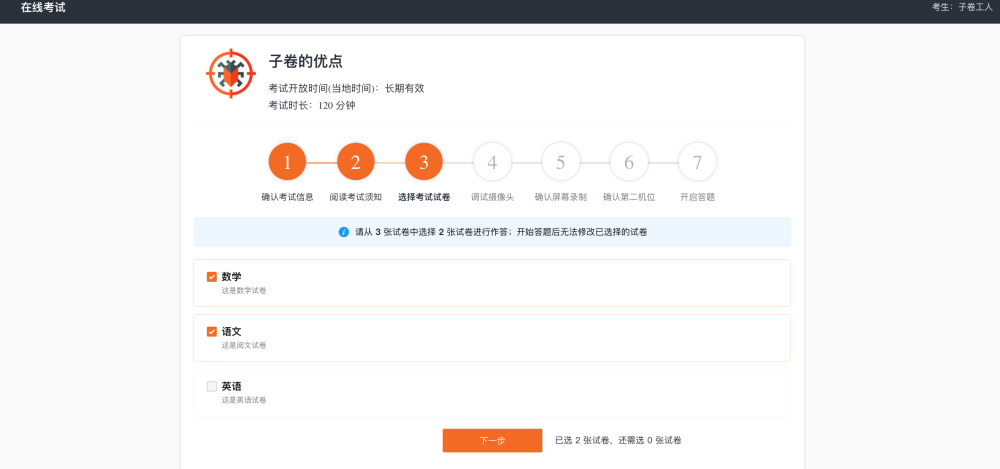 在线考试
考生：子卷工人
子卷的优点
考试开放时间(当地时间)：长期有效
考试时长：120 分钟
1 2 3 4 5 6 7
确认考试信息 阅读考试须知 选择考试试卷 调试摄像头 确认屏幕录制 确认第二机位 开启答题
请从 3 张试卷中选择 2 张试卷进行作答；开始答题后无法修改已选择的试卷
数学
这是数学试卷
语文
这是阅文试卷
英语
这是英语试卷
下一步 已选 2 张试卷，还需选 0 张试卷